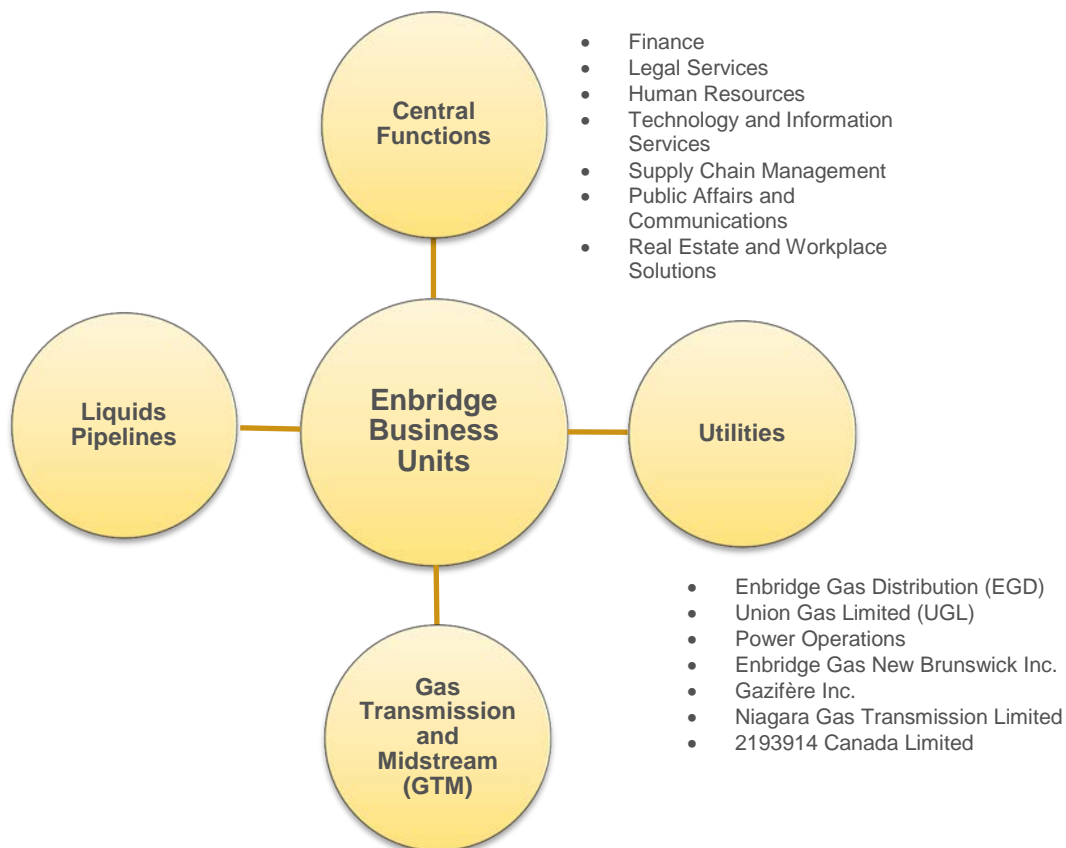 Central
Functions
• Finance
• Legal Services
• Human Resources
• Technology and Information
Services
• Supply Chain Management
• Public Affairs and
Communications
• Real Estate and Workplace
Solutions
Liquids
Pipelines
Enbridge
Business
Units
Utilities
• Enbridge Gas Distribution (EGD)
• Union Gas Limited (UGL)
• Power Operations
• Enbridge Gas New Brunswick Inc.
• Gazifère Inc.
• Niagara Gas Transmission Limited
• 2193914 Canada Limited
Gas
Transmission
and
Midstream
(GTM)